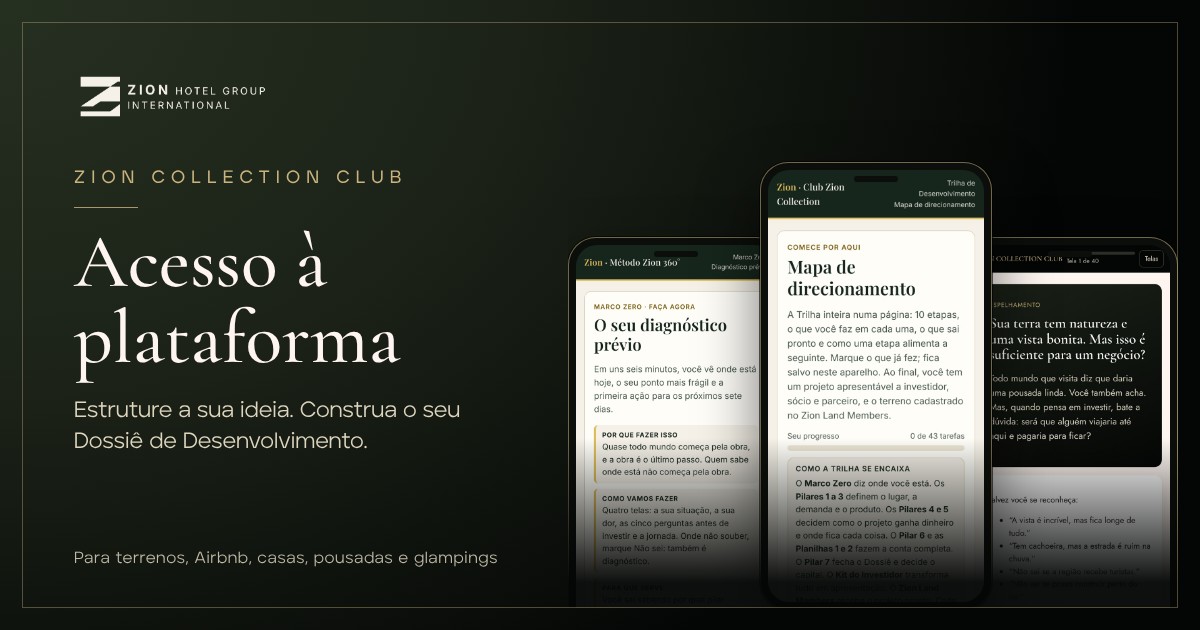 ZION HOTEL GROUP
INTERNATIONAL
ZION COLLECTION CLUB
Acesso à
plataforma
Estruture a sua ideia. Construa o seu
Dossiê de Desenvolvimento.
Para terrenos, Airbnb, casas, pousadas e glampings
Zion · Método Zion 360°
Marco
Diagnóstico
MARCO ZERO · FAÇA AGORA
O seu diagnóstico
prévio
Em uns seis minutos, você vê onde está
hoje, o seu ponto mais frágil e a
primeira ação para os próximos sete
dias.
POR QUE FAZER ISSO
Quase todo mundo começa pela obra,
e a obra é o último passo. Quem sabe
onde está não começa pela obra.
COMO VAMOS FAZER
Quatro telas: a sua situação, a sua
dor, as cinco perguntas antes de
investir e a jornada. Onde não souber,
marque Não sei: também é
diagnóstico.
Zion · Club Zion
Collection
Trilha de
Desenvolvimento
Mapa de direcionamento
COMECE POR AQUI
Mapa de
direcionamento
A Trilha inteira numa página: 10 etapas,
o que você faz em cada uma, o que sai
pronto e como uma etapa alimenta a
seguinte. Marque o que já fez; fica
salvo neste aparelho. Ao final, você tem
um projeto apresentável a investidor,
sócio e parceiro, e o terreno cadastrado
no Zion Land Members.
Seu progresso 0 de 43 tarefas
COMO A TRILHA SE ENCAIXA
O Marco Zero diz onde você está. Os
Pilares 1 a 3 definem o lugar, a
demanda e o produto. Os Pilares 4 e 5
decidem como o projeto ganha dinheiro
e onde fica cada coisa. O Pilar 6 e as
Planilhas 1 e 2 fazem a conta completa.
O Pilar 7 fecha o Dossiê e decide o
capital. O Kit do Investidor transforma
COLLECTION CLUB
Tela 1 de 40
Telas
Sua terra tem natureza e
uma vista bonita. Mas isso é
suficiente para um negócio?
Todo mundo que visita diz que daria
uma pousada linda. Você também acha.
Mas, quando pensa em investir, bate a
dúvida: será que alguém viajaria até
aqui e pagaria para ficar?
você se reconheça:
"A vista é incrível, mas fica longe de
tudo."
"Tem cachoeira, mas a estrada é ruim na
chuva."
"Não sei se a região recebe turistas."